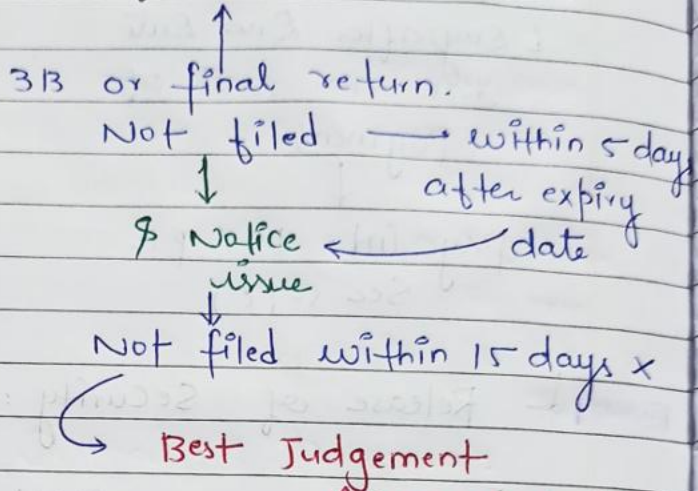 3B or final return.
Not filed → within 5 days
↓ after expiry
$ Notice ← date
issue
↓
Not filed within 15 days ×
Best Judgement